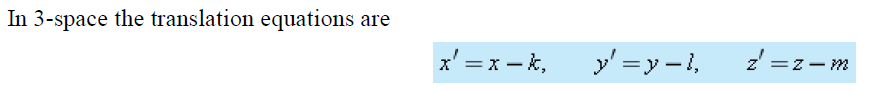 In 3-space the translation equations are
x′ = x − k, y′ = y − l, z′ = z − m